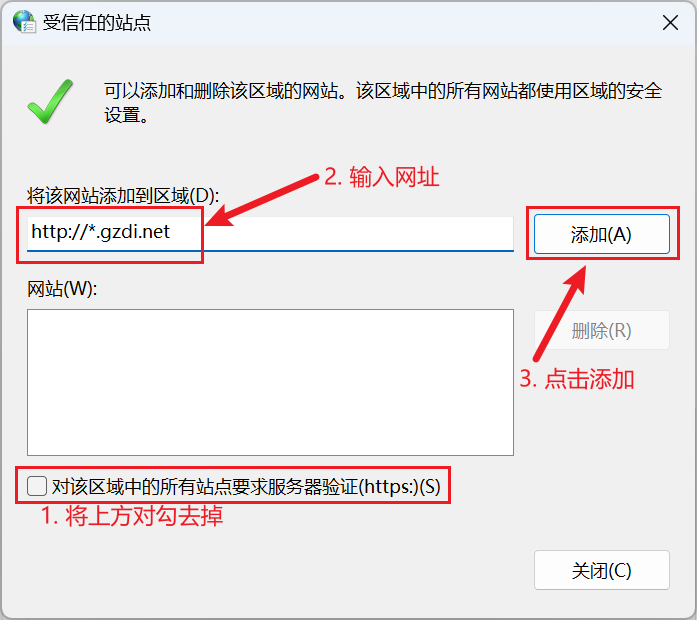 受信任的站点
可以添加和删除该区域的网站。该区域中的所有网站都使用区域的安全
设置。
2. 输入网址
将该网站添加到区域(D):
http://*.gzdi.net
添加(A)
网站(W):
删除(R)
3. 点击添加
对该区域中的所有站点要求服务器验证(https:)(S)
1. 将上方对勾去掉
关闭(C)